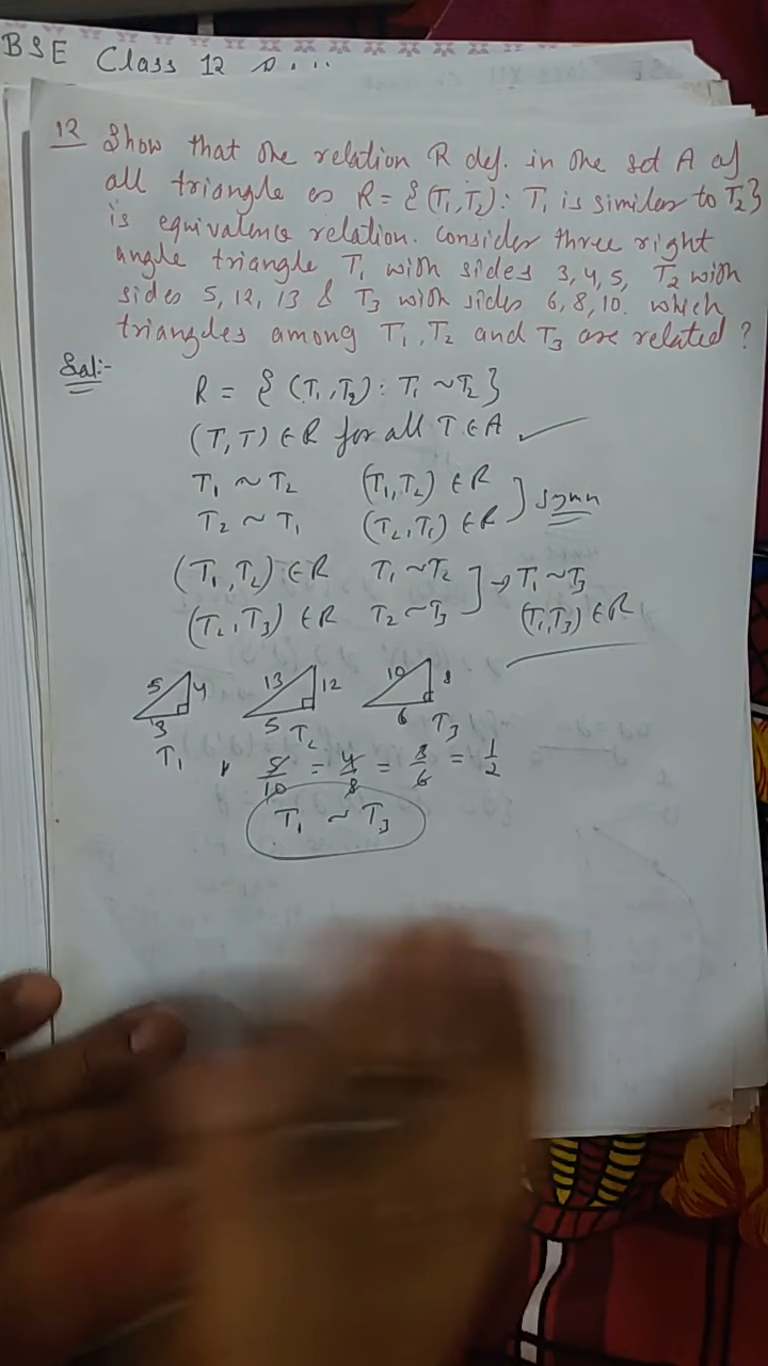 BSE Class 12
12 Show that the relation R def. in the set A of
all triangle as R = {(T₁,T₂): T₁ is similar to T₂}
is equivalence relation. Consider three right
angle triangle T₁ with sides 3, 4, 5, T₂ with
sides 5, 12, 13 & T₃ with sides 6, 8, 10. which
triangles among T₁, T₂ and T₃ are related?
Sol:-
R = { (T₁,T₂): T₁ ~ T₂}
(T,T) ∈ R for all T ∈ A ✓
T₁ ~ T₂ (T₁,T₂) ∈ R
T₂ ~ T₁ (T₂,T₁) ∈ R ] symm
(T₁,T₂) ∈ R T₁ ~ T₂ ] → T₁ ~ T₃
(T₂,T₃) ∈ R T₂ ~ T₃ (T₁,T₃) ∈ R
5 4 3 T₁
13 12 5 T₂
10 8 6 T₃
5/10 = 4/8 = 3/6 = 1/2
T₁ ~ T₃